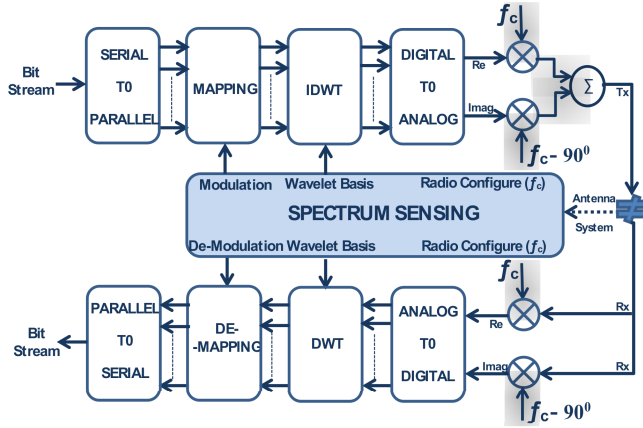 Bit
Stream
SERIAL
T0
PARALLEL
MAPPING
IDWT
DIGITAL
T0
ANALOG
Re
Imag
fc
fc- 90⁰
Σ
Tx
Modulation Wavelet Basis Radio Configure (fc)
SPECTRUM SENSING
De-Modulation Wavelet Basis Radio Configure (fc)
Antenna
System
Bit
Stream
PARALLEL
T0
SERIAL
DE-
-MAPPING
DWT
ANALOG
T0
DIGITAL
Re
Imag
fc
fc- 90⁰
Rx
Rx